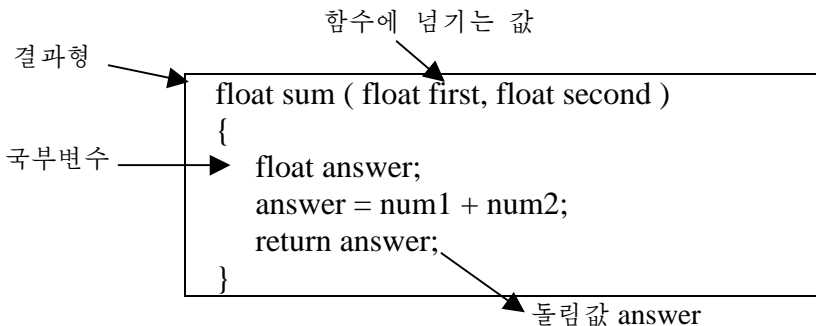 함수에 넘기는 값
결과형
float sum ( float first, float second )
{
국부변수
float answer;
answer = num1 + num2;
return answer;
}
돌림값 answer